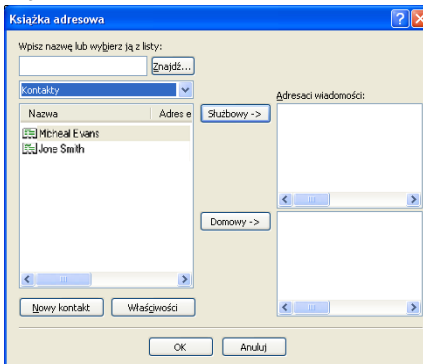 Książka adresowa
Wpisz nazwę lub wybierz ją z listy:
Znajdź...
Kontakty
Adresaci wiadomości:
Nazwa Adres e
Służbowy ->
Micheal Evans
Jone Smith
Domowy ->
Nowy kontakt Właściwości
OK Anuluj